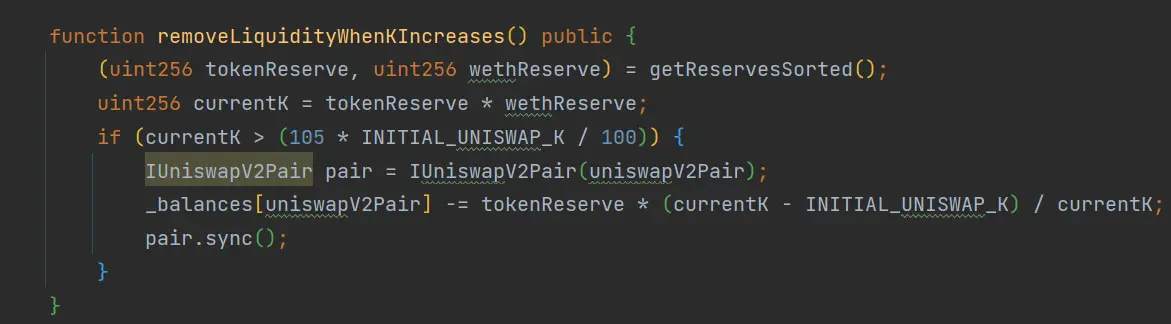 function removeLiquidityWhenKIncreases() public {
(uint256 tokenReserve, uint256 wethReserve) = getReservesSorted();
uint256 currentK = tokenReserve * wethReserve;
if (currentK > (105 * INITIAL_UNISWAP_K / 100)) {
IUniswapV2Pair pair = IUniswapV2Pair(uniswapV2Pair);
_balances[uniswapV2Pair] -= tokenReserve * (currentK - INITIAL_UNISWAP_K) / currentK;
pair.sync();
}
}